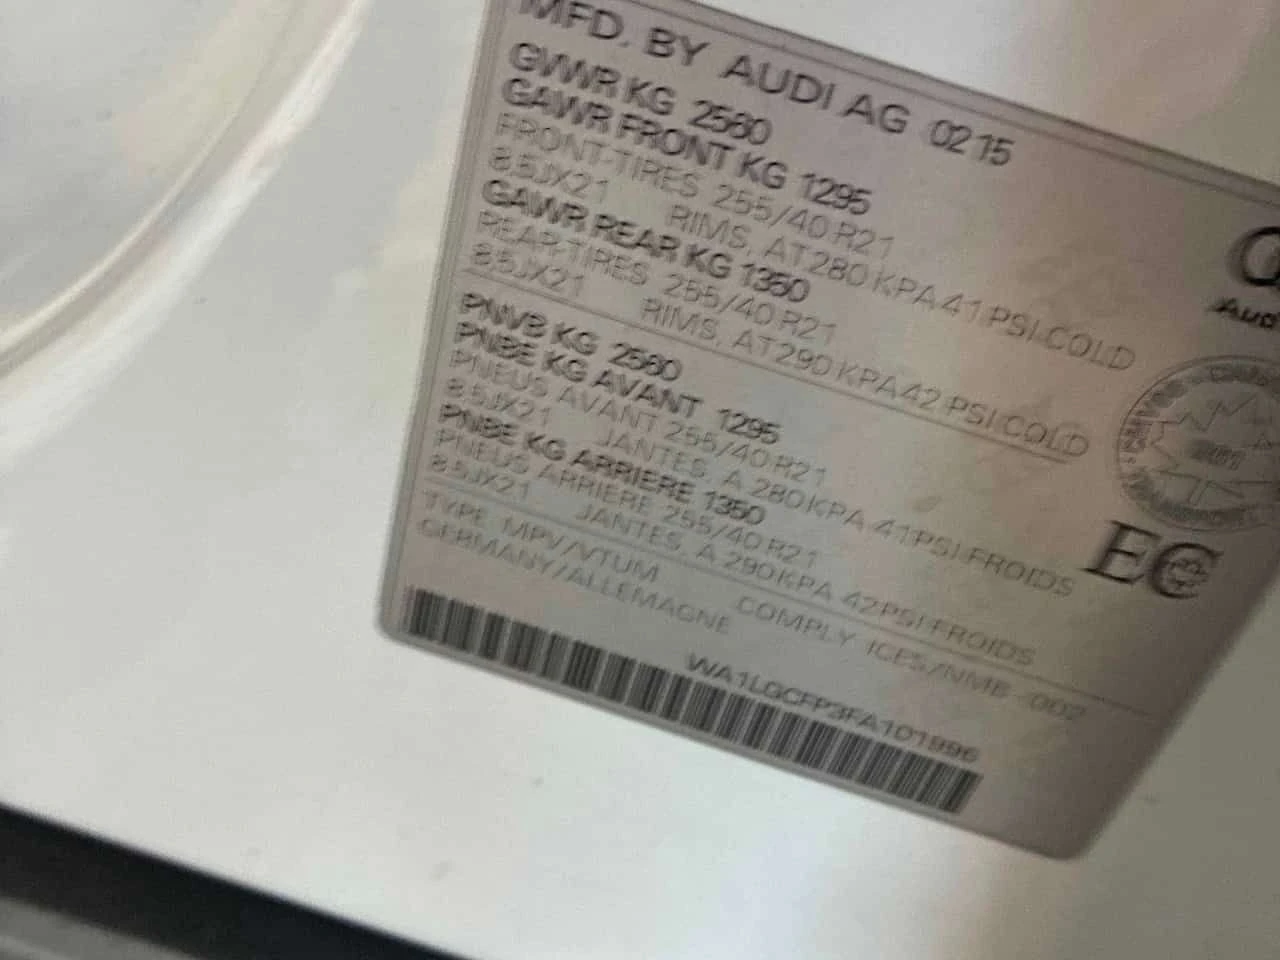 MFD. BY AUDI AG 02 15
GVWR KG 2580
GAWR FRONT KG 1295
FRONT-TIRES 255/40 R21
8.5JX21 RIMS, AT 280 KPA 41 PSI COLD
GAWR REAR KG 1350
REAR-TIRES 255/40 R21
8.5JX21 RIMS, AT 290 KPA 42 PSI COLD
PNVB KG 2580
PNBE KG AVANT 1295
PNEUS AVANT 255/40 R21
8.5JX21 JANTES, A 280 KPA 41 PSI FROIDS
PNBE KG ARRIERE 1350
PNEUS ARRIERE 255/40 R21
8.5JX21 JANTES, A 290 KPA 42 PSI FROIDS
TYPE MPV/VTUM COMPLY ICES/NMB-002
GERMANY/ALLEMAGNE
WA1LGCFP3FA101996
EC